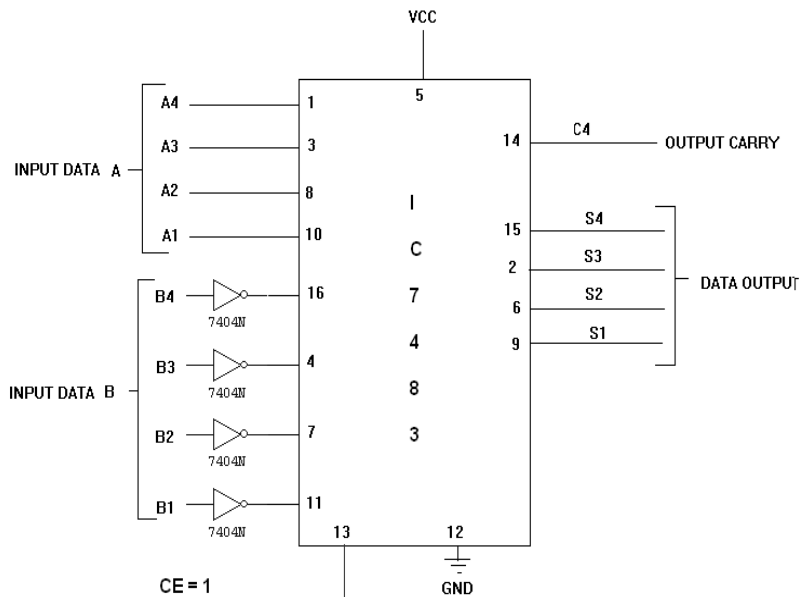 VCC
5
A4
1
A3
3
INPUT DATA A
A2
8
A1
10
14
C4
OUTPUT CARRY
I
C
7
4
8
3
15
S4
2
S3
6
S2
9
S1
DATA OUTPUT
B4
7404N
16
B3
7404N
4
INPUT DATA B
B2
7404N
7
B1
7404N
11
13
12
CE = 1
GND